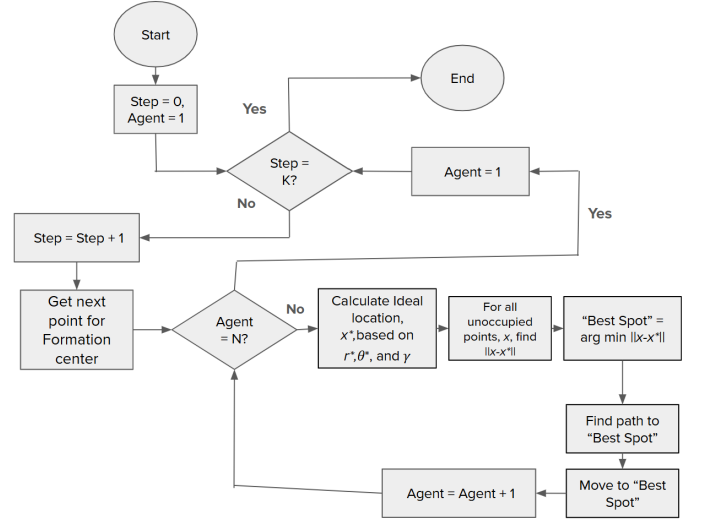 Start
End
Step = 0,
Agent = 1
Yes
Step =
K?
Agent = 1
No
Yes
Step = Step + 1
Get next
point for
Formation
center
Agent
= N?
No
Calculate Ideal
location,
x*,based on
r*,θ*, and γ
For all
unoccupied
points, x, find
||x-x*||
“Best Spot” =
arg min ||x-x*||
Find path to
“Best Spot”
Move to “Best
Spot”
Agent = Agent + 1